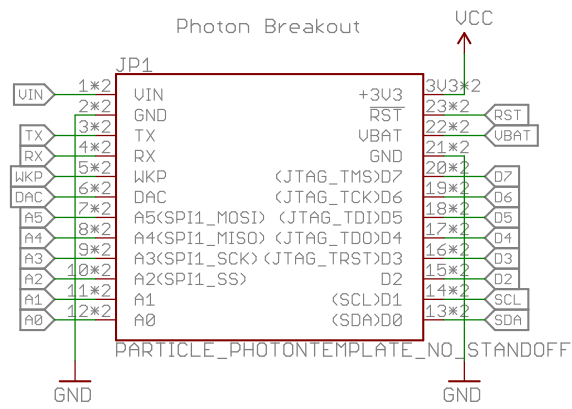 Photon Breakout
VCC
JP1
VIN 1*2 VIN +3V3 3V3*2
2*2 GND RST 23*2 RST
TX 3*2 TX VBAT 22*2 VBAT
RX 4*2 RX GND 21*2
WKP 5*2 WKP (JTAG_TMS)D7 20*2 D7
DAC 6*2 DAC (JTAG_TCK)D6 19*2 D6
A5 7*2 A5(SPI1_MOSI) (JTAG_TDI)D5 18*2 D5
A4 8*2 A4(SPI1_MISO) (JTAG_TDO)D4 17*2 D4
A3 9*2 A3(SPI1_SCK) (JTAG_TRST)D3 16*2 D3
A2 10*2 A2(SPI1_SS) D2 15*2 D2
A1 11*2 A1 (SCL)D1 14*2 SCL
A0 12*2 A0 (SDA)D0 13*2 SDA
PARTICLE_PHOTONTEMPLATE_NO_STANDOFF
GND GND